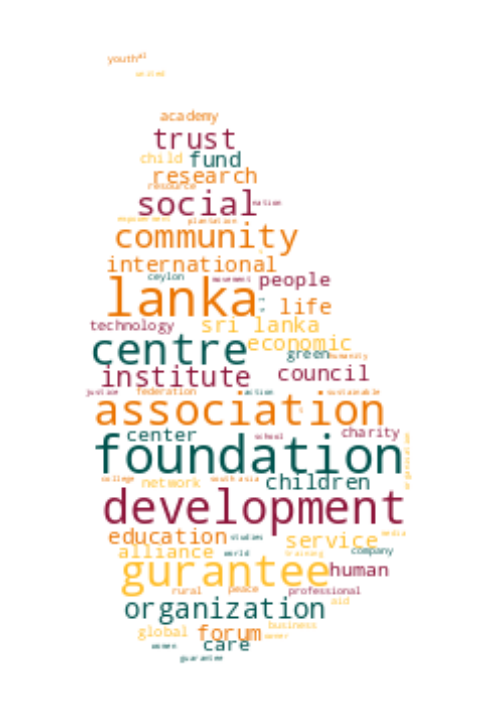 youth al
united
academy
trust
child fund
research
resource
social nation
empowerment plantation
community
international
ceylon movement people
lanka life
technology sri lanka
centre economic
green humanity
institute council
justice federation action sustainable
association
center school charity
foundation organisation
college network south asia children
development
education studies service media
alliance world training company
gurantee human
rural peace professional
organization aid
global forum business
women care owner
guarantee